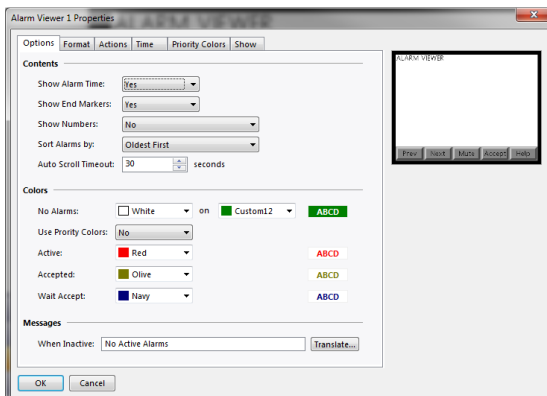 ALARM VIEWER
Alarm Viewer 1 Properties
Options Format Actions Time Priority Colors Show
Contents
Show Alarm Time: Yes
Show End Markers: Yes
Show Numbers: No
Sort Alarms by: Oldest First
Auto Scroll Timeout: 30 seconds
Colors
No Alarms: White on Custom12 ABCD
Use Prority Colors: No
Active: Red ABCD
Accepted: Olive ABCD
Wait Accept: Navy ABCD
Messages
When Inactive: No Active Alarms Translate...
OK Cancel
ALARM VIEWER
Prev Next Mute Accept Help